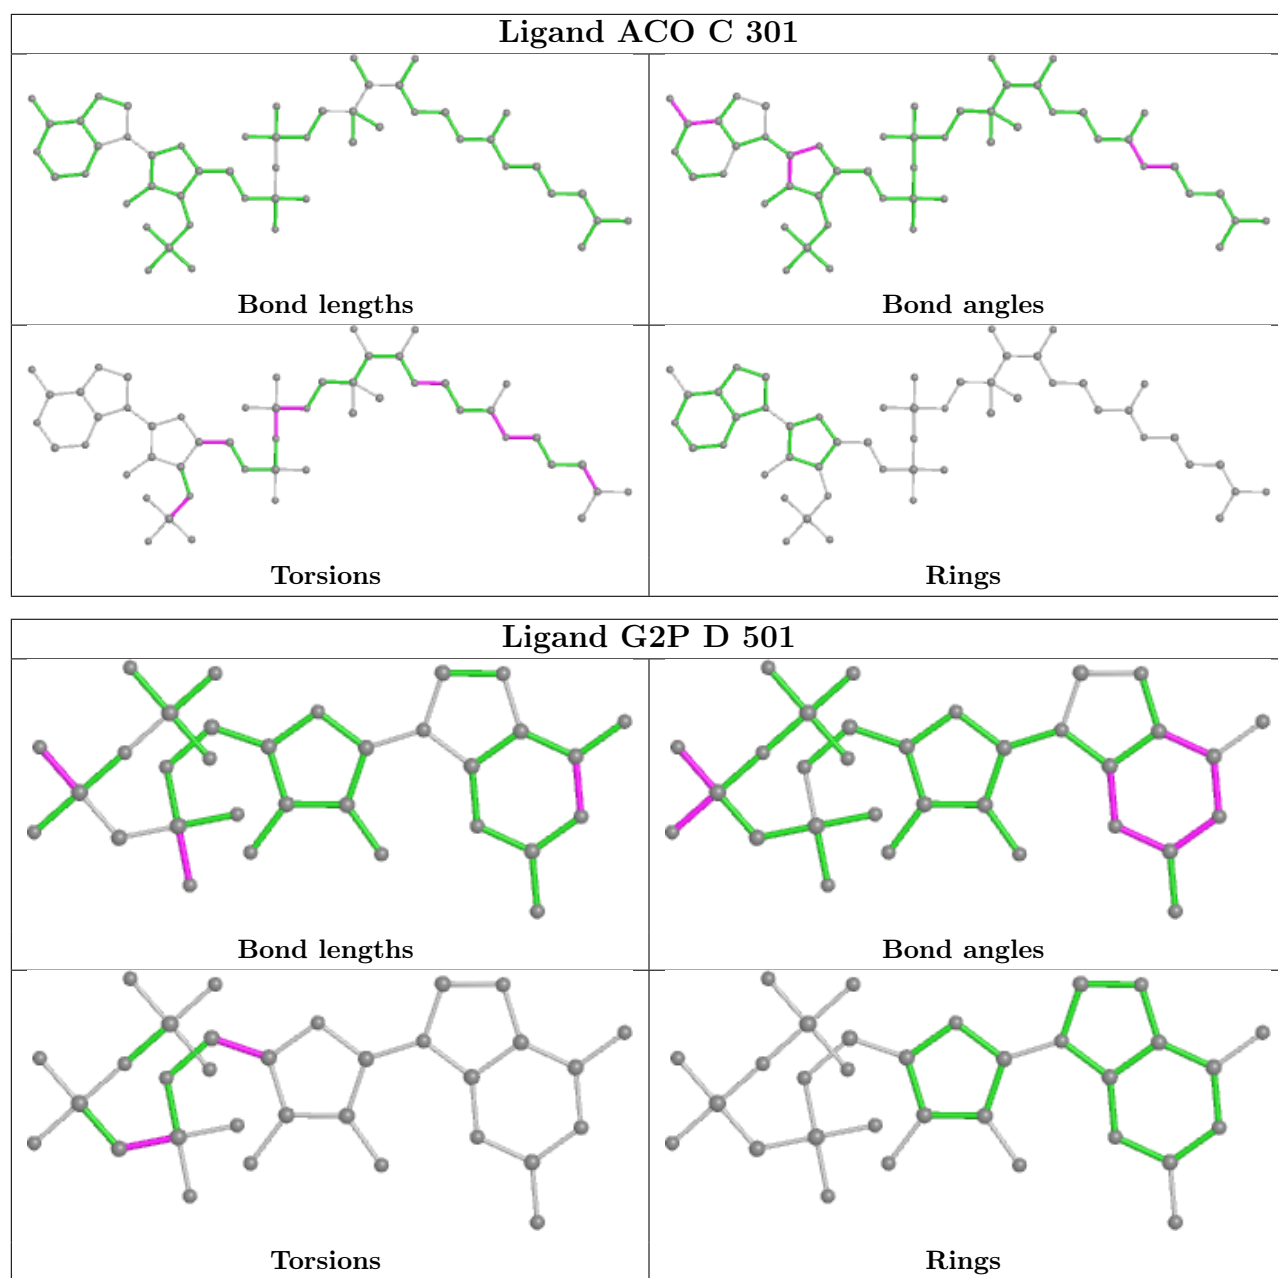 Ligand ACO C 301
Bond lengths
Bond angles
Torsions
Rings
Ligand G2P D 501
Bond lengths
Bond angles
Torsions
Rings